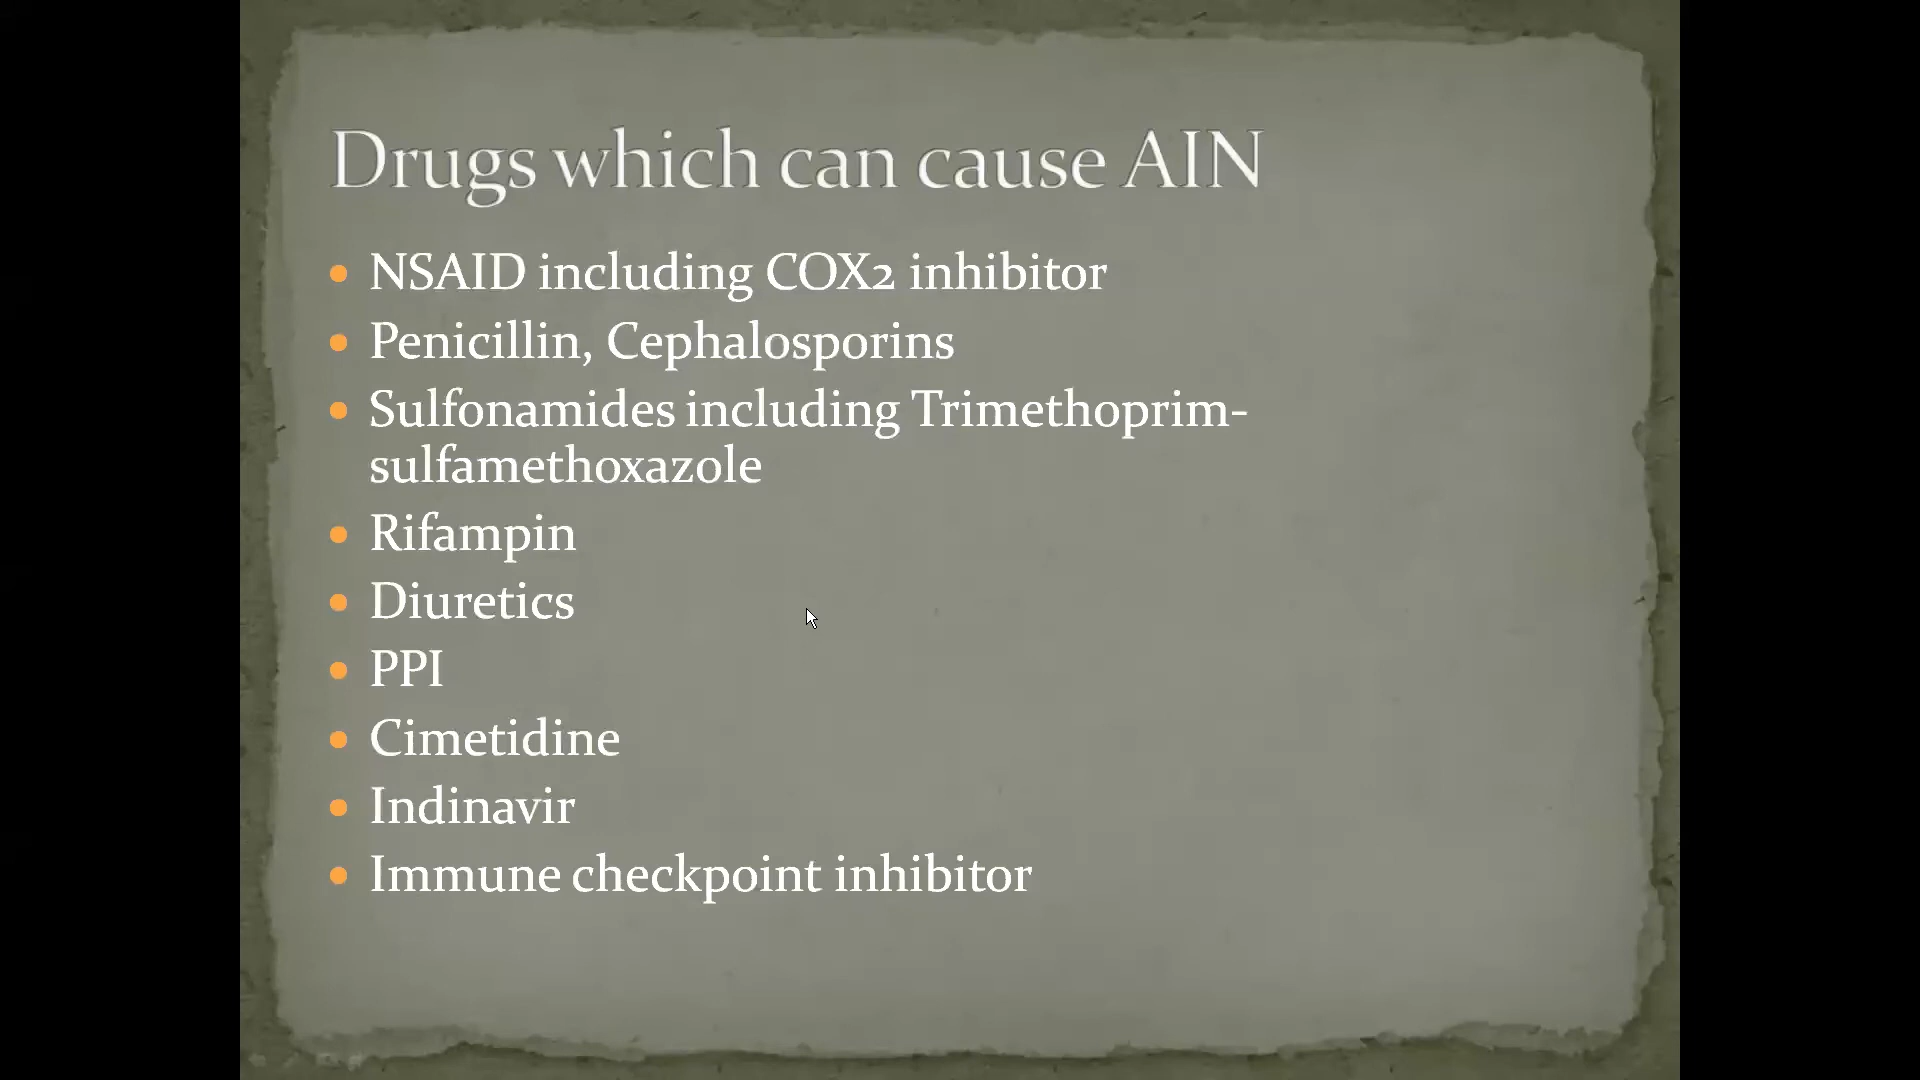 Drugs which can cause AIN
NSAID including COX2 inhibitor
Penicillin, Cephalosporins
Sulfonamides including Trimethoprim-
sulfamethoxazole
Rifampin
Diuretics
PPI
Cimetidine
Indinavir
Immune checkpoint inhibitor